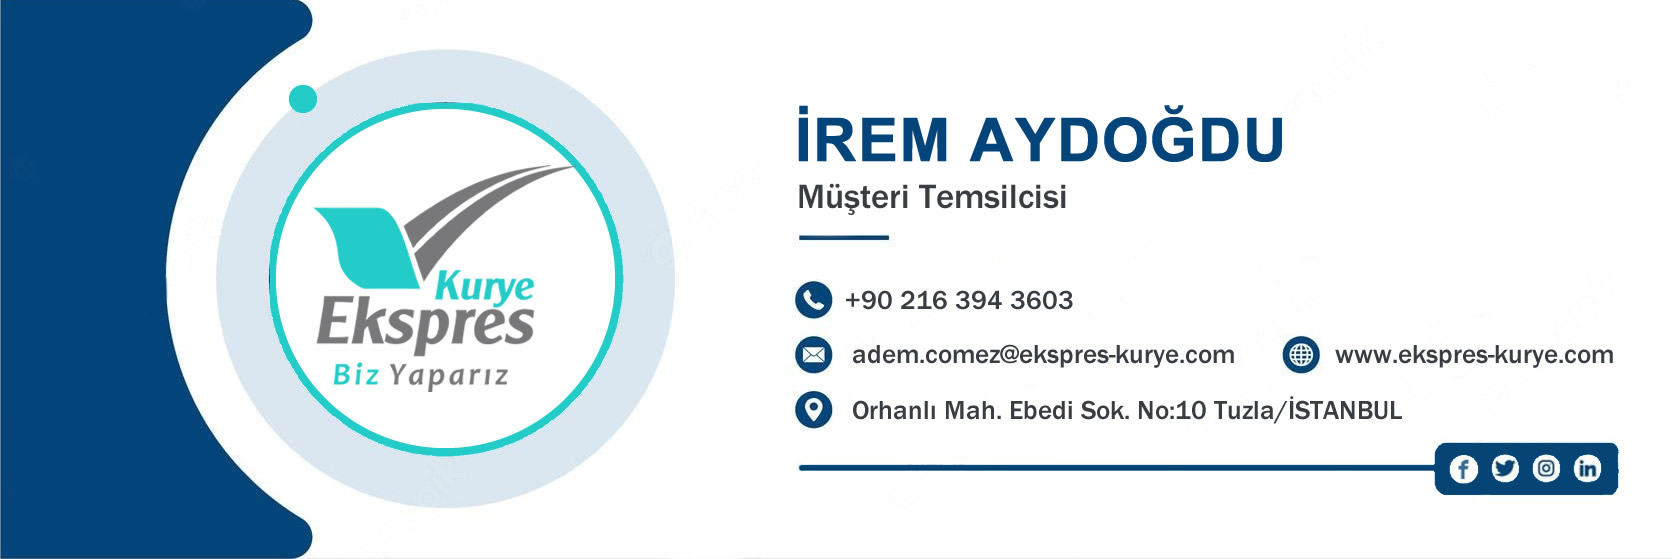 Kurye
Ekspres
Biz Yaparız
İREM AYDOĞDU
Müşteri Temsilcisi
+90 216 394 3603
adem.comez@ekspres-kurye.com
www.ekspres-kurye.com
Orhanlı Mah. Ebedi Sok. No:10 Tuzla/İSTANBUL